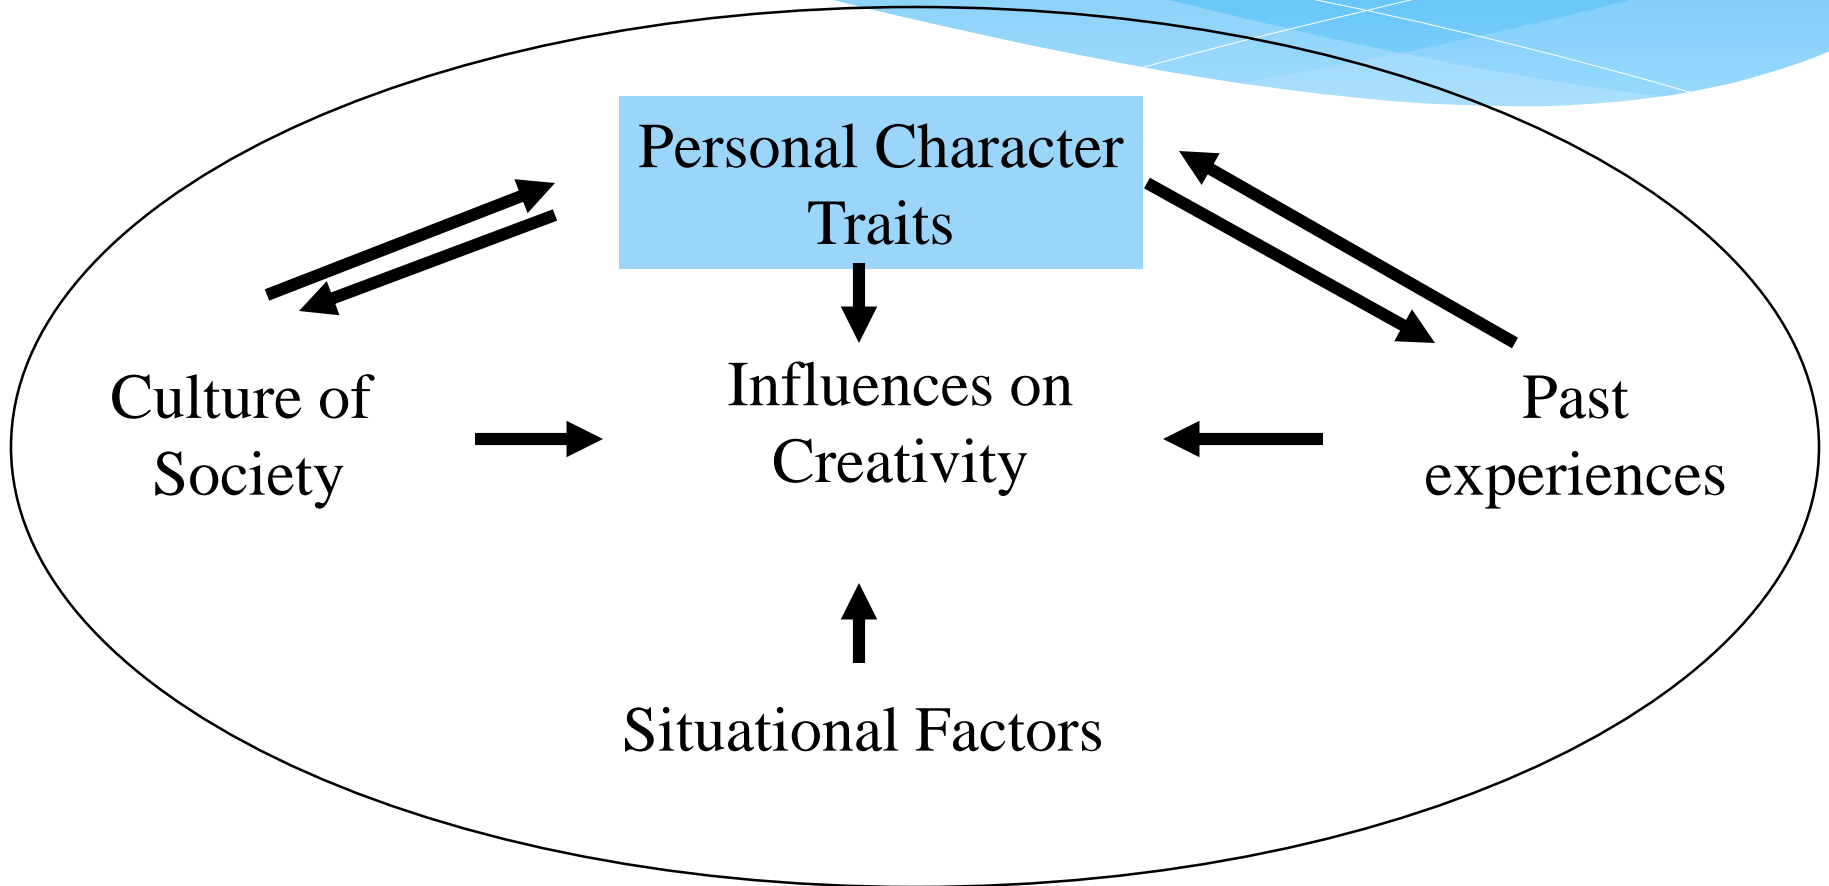 Personal Character
Traits
Culture of
Society
Influences on
Creativity
Past
experiences
Situational Factors